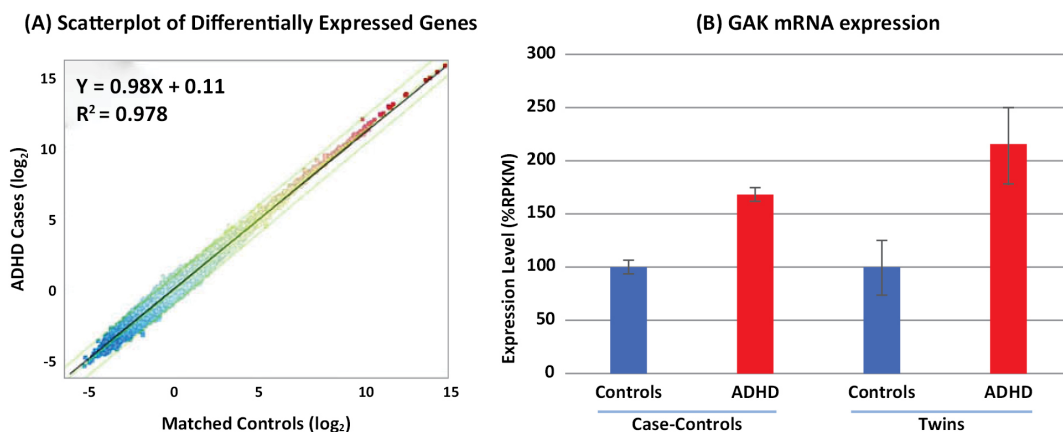 (A) Scatterplot of Differentially Expressed Genes
Y = 0.98X + 0.11
R² = 0.978
ADHD Cases (log₂)
15
10
5
0
-5
-5 0 5 10 15
Matched Controls (log₂)
(B) GAK mRNA expression
Expression Level (%RPKM)
300
250
200
150
100
50
0
Controls ADHD Controls ADHD
Case-Controls Twins